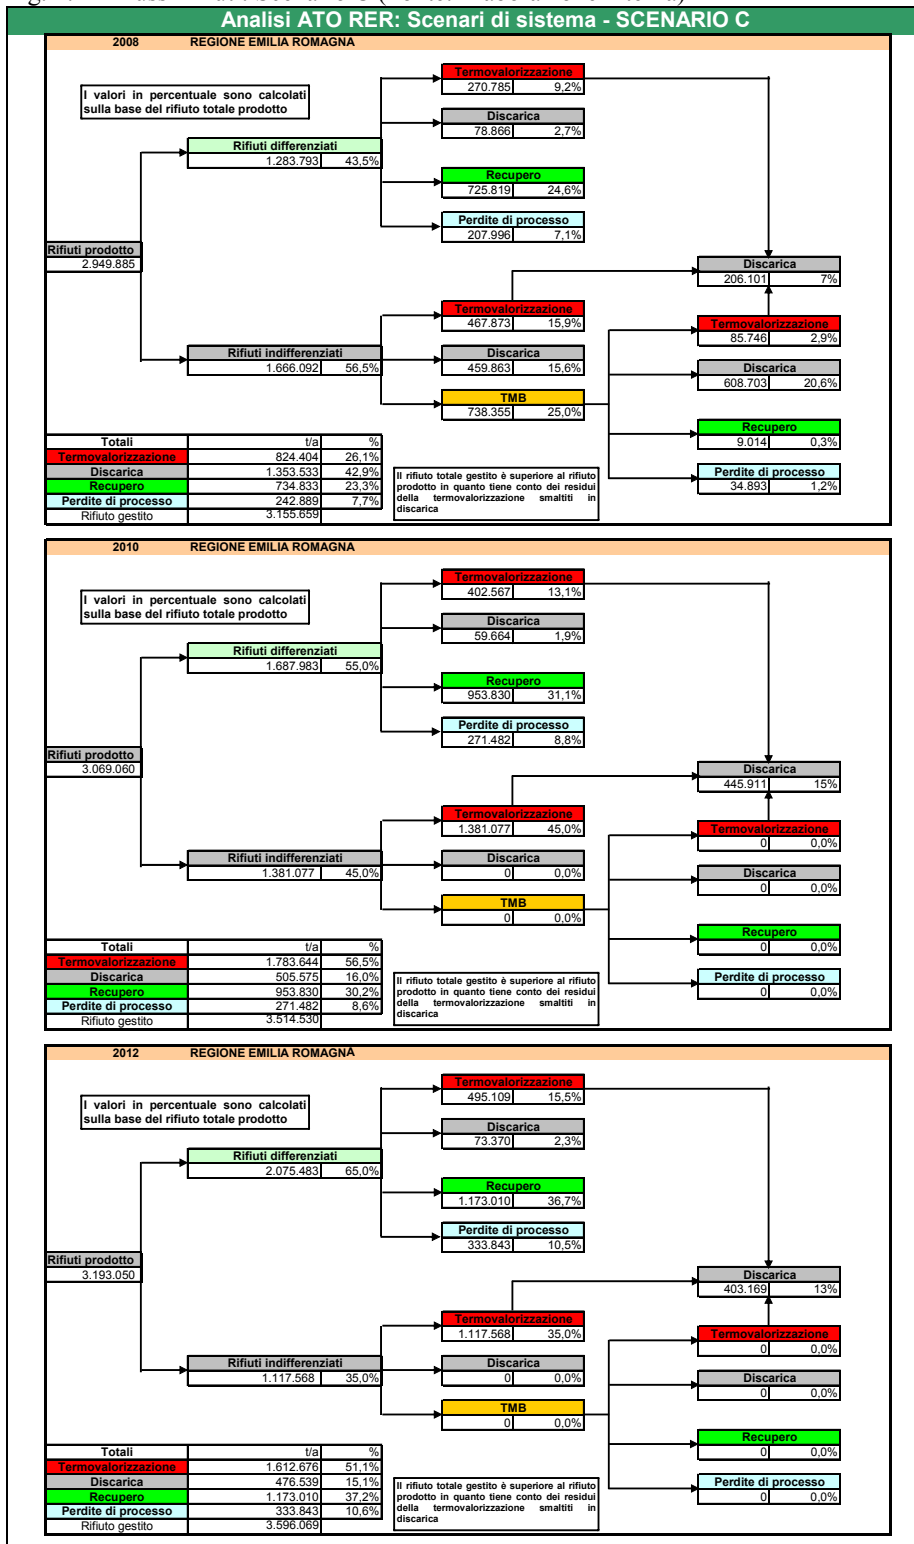 Analisi ATO RER: Scenari di sistema - SCENARIO C
2008 REGIONE EMILIA ROMAGNA
I valori in percentuale sono calcolati
sulla base del rifiuto totale prodotto
Termovalorizzazione
270.785 9,2%
Discarica
78.866 2,7%
Rifiuti differenziati
1.283.793 43,5%
Recupero
725.819 24,6%
Perdite di processo
207.996 7,1%
Rifiuti prodotto
2.949.885
Discarica
206.101 7%
Termovalorizzazione
467.873 15,9%
Termovalorizzazione
85.746 2,9%
Rifiuti indifferenziati
1.666.092 56,5%
Discarica
459.863 15,6%
Discarica
608.703 20,6%
TMB
738.355 25,0%
Recupero
9.014 0,3%
Perdite di processo
34.893 1,2%
Totali t/a %
Termovalorizzazione 824.404 26,1%
Discarica 1.353.533 42,9%
Recupero 734.833 23,3%
Perdite di processo 242.889 7,7%
Rifiuto gestito 3.155.659
Il rifiuto totale gestito è superiore al rifiuto
prodotto in quanto tiene conto dei residui
della termovalorizzazione smaltiti in
discarica
2010 REGIONE EMILIA ROMAGNA
I valori in percentuale sono calcolati
sulla base del rifiuto totale prodotto
Termovalorizzazione
402.567 13,1%
Discarica
59.664 1,9%
Rifiuti differenziati
1.687.983 55,0%
Recupero
953.830 31,1%
Perdite di processo
271.482 8,8%
Rifiuti prodotto
3.069.060
Discarica
445.911 15%
Termovalorizzazione
1.381.077 45,0%
Termovalorizzazione
0 0,0%
Rifiuti indifferenziati
1.381.077 45,0%
Discarica
0 0,0%
Discarica
0 0,0%
TMB
0 0,0%
Recupero
0 0,0%
Perdite di processo
0 0,0%
Totali t/a %
Termovalorizzazione 1.783.644 56,5%
Discarica 505.575 16,0%
Recupero 953.830 30,2%
Perdite di processo 271.482 8,6%
Rifiuto gestito 3.514.530
Il rifiuto totale gestito è superiore al rifiuto
prodotto in quanto tiene conto dei residui
della termovalorizzazione smaltiti in
discarica
2012 REGIONE EMILIA ROMAGNA
I valori in percentuale sono calcolati
sulla base del rifiuto totale prodotto
Termovalorizzazione
495.109 15,5%
Discarica
73.370 2,3%
Rifiuti differenziati
2.075.483 65,0%
Recupero
1.173.010 36,7%
Perdite di processo
333.843 10,5%
Rifiuti prodotto
3.193.050
Discarica
403.169 13%
Termovalorizzazione
1.117.568 35,0%
Termovalorizzazione
0 0,0%
Rifiuti indifferenziati
1.117.568 35,0%
Discarica
0 0,0%
Discarica
0 0,0%
TMB
0 0,0%
Recupero
0 0,0%
Perdite di processo
0 0,0%
Totali t/a %
Termovalorizzazione 1.612.676 51,1%
Discarica 476.539 15,1%
Recupero 1.173.010 37,2%
Perdite di processo 333.843 10,6%
Rifiuto gestito 3.596.069
Il rifiuto totale gestito è superiore al rifiuto
prodotto in quanto tiene conto dei residui
della termovalorizzazione smaltiti in
discarica